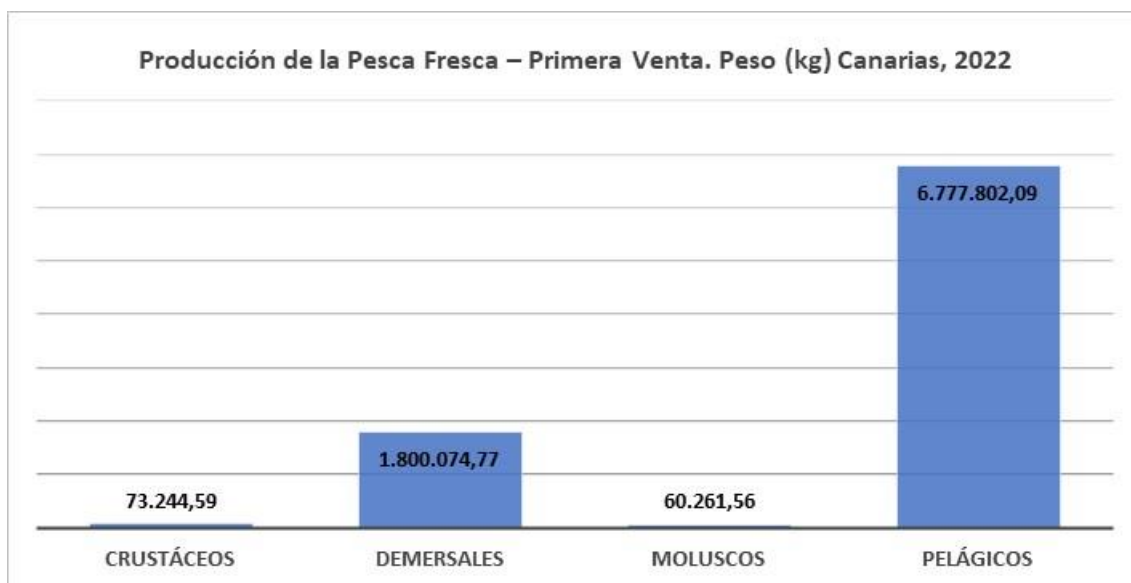 Producción de la Pesca Fresca – Primera Venta. Peso (kg) Canarias, 2022
6.777.802,09
1.800.074,77
73.244,59
60.261,56
CRUSTÁCEOS
DEMERSALES
MOLUSCOS
PELÁGICOS